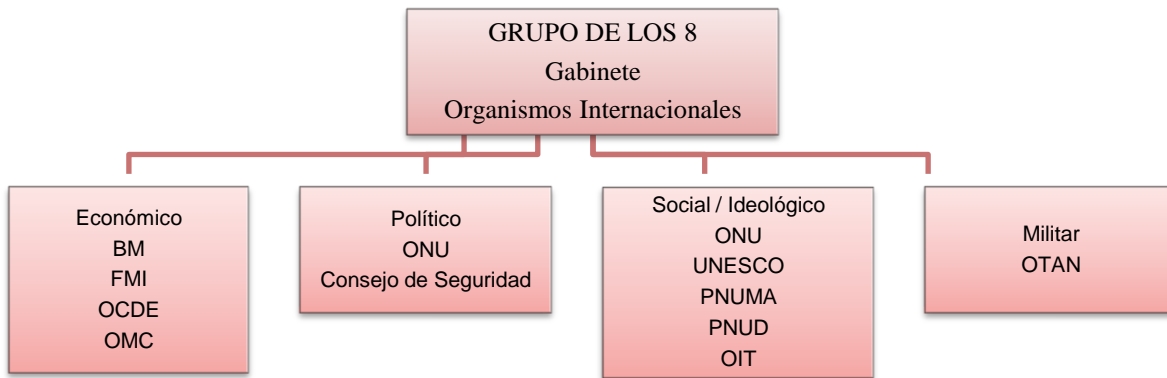 GRUPO DE LOS 8
Gabinete
Organismos Internacionales
Económico
BM
FMI
OCDE
OMC
Político
ONU
Consejo de Seguridad
Social / Ideológico
ONU
UNESCO
PNUMA
PNUD
OIT
Militar
OTAN